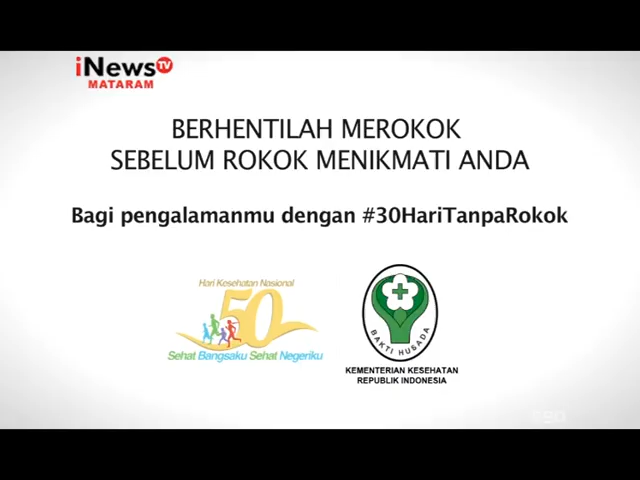 iNews TV
MATARAM
BERHENTILAH MEROKOK
SEBELUM ROKOK MENIKMATI ANDA
Bagi pengalamanmu dengan #30HariTanpaRokok
Hari Kesehatan Nasional
50
Sehat Bangsaku Sehat Negeriku
BAKTI HUSADA
KEMENTERIAN KESEHATAN
REPUBLIK INDONESIA